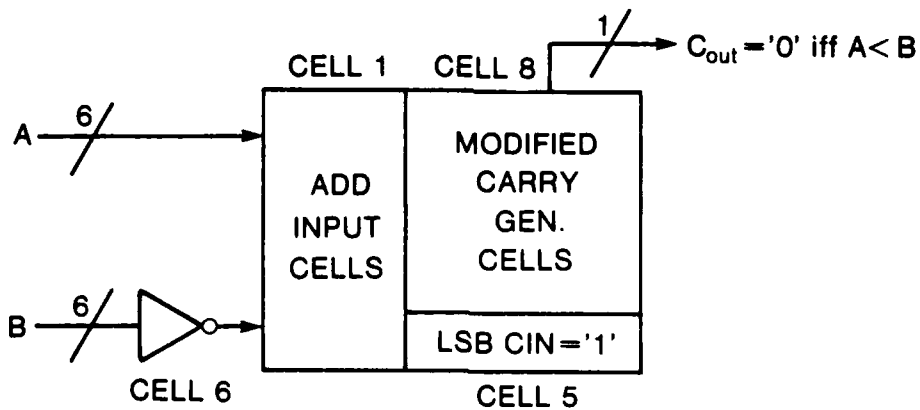 1
C_out = '0' iff A < B
CELL 1
CELL 8
6
A
ADD
INPUT
CELLS
MODIFIED
CARRY
GEN.
CELLS
6
B
LSB CIN = '1'
CELL 6
CELL 5